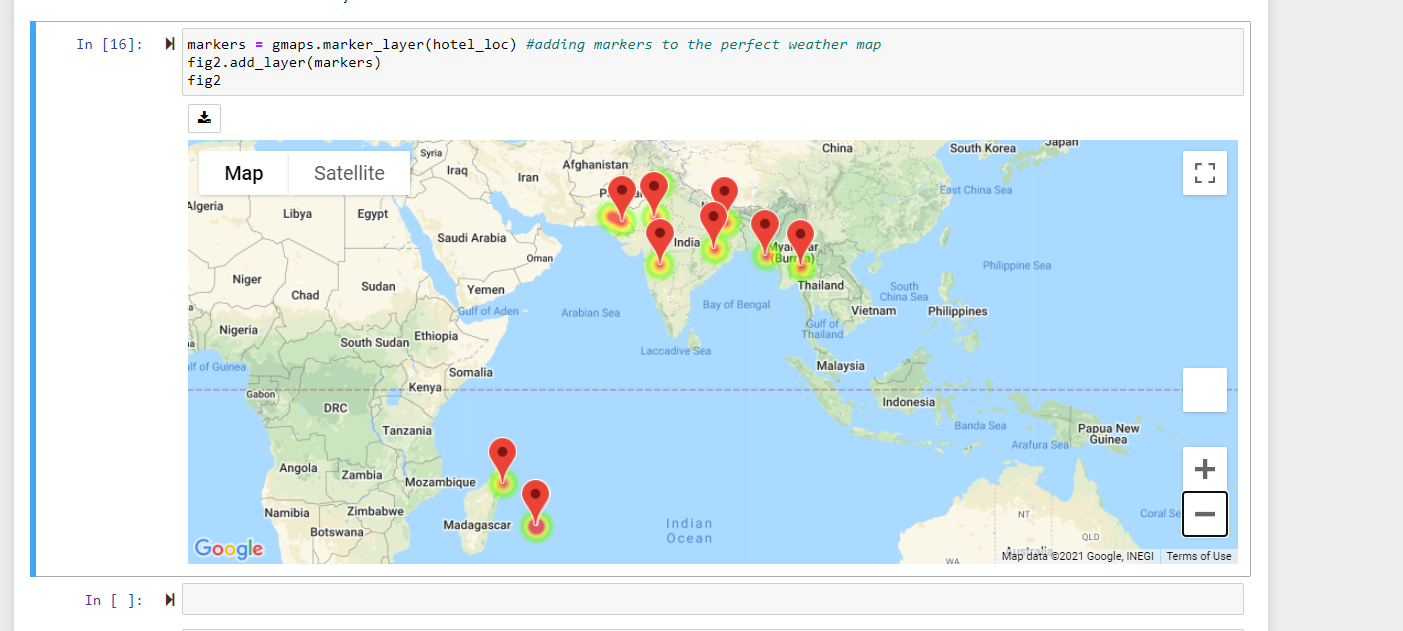 In [16]:
markers = gmaps.marker_layer(hotel_loc) #adding markers to the perfect weather map
fig2.add_layer(markers)
fig2
Map
Satellite
Syria
Iraq
Iran
Afghanistan
China
South Korea
Japan
East China Sea
Algeria
Libya
Egypt
Saudi Arabia
Oman
India
Philippine Sea
Niger
Chad
Sudan
Yemen
Gulf of Aden
Arabian Sea
Bay of Bengal
Thailand
South
China Sea
Vietnam
Philippines
Gulf of
Thailand
Nigeria
South Sudan
Ethiopia
Laccadive Sea
Somalia
Malaysia
Gabon
Kenya
DRC
Indonesia
Tanzania
Banda Sea
Papua New
Guinea
Arafura Sea
Angola
Zambia
Mozambique
Namibia
Zimbabwe
Botswana
Madagascar
Indian
Ocean
NT
QLD
Coral Se
WA
Australia
Google
Map data ©2021 Google, INEGI
Terms of Use
In [ ]: